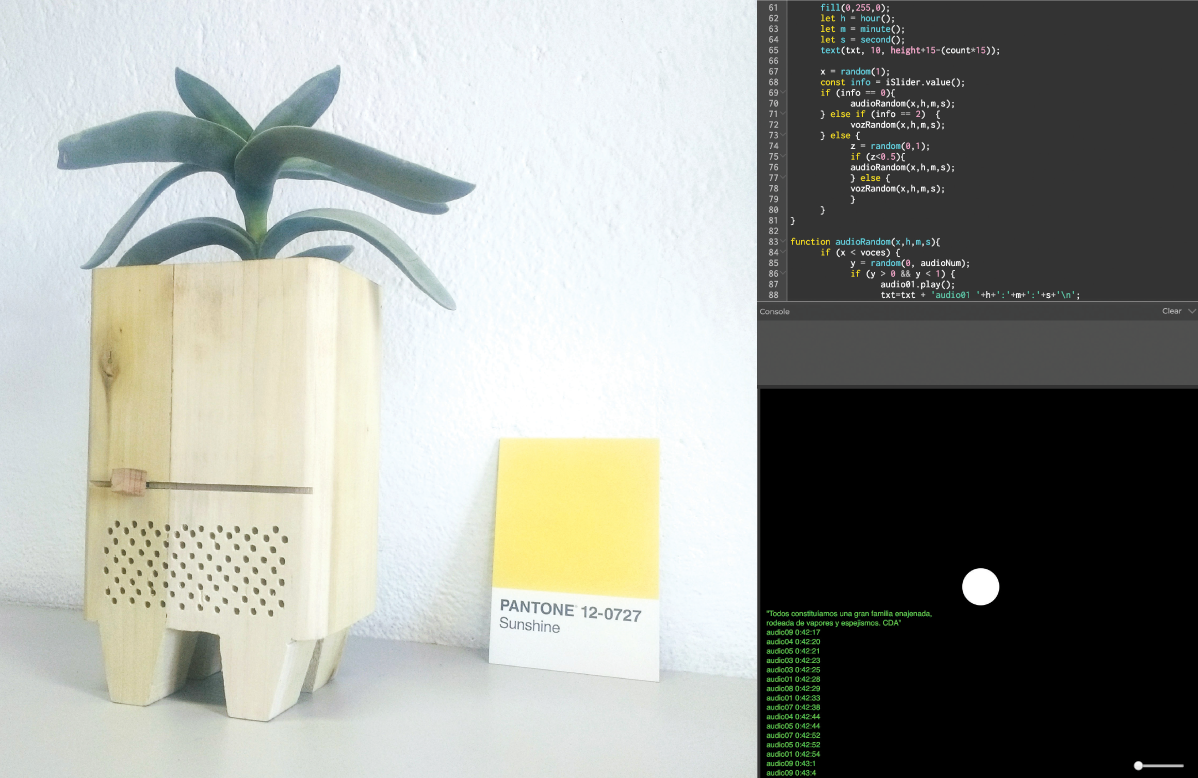 PANTONE® 12-0727
Sunshine
61 fill(0,255,0);
62 let h = hour();
63 let m = minute();
64 let s = second();
65 text(txt, 10, height+15-(count*15));
66
67 x = random(1);
68 const info = iSlider.value();
69 if (info == 0){
70 audioRandom(x,h,m,s);
71 } else if (info == 2) {
72 vozRandom(x,h,m,s);
73 } else {
74 z = random(0,1);
75 if (z<0.5){
76 audioRandom(x,h,m,s);
77 } else {
78 vozRandom(x,h,m,s);
79 }
80 }
81 }
82
83 function audioRandom(x,h,m,s){
84 if (x < voces) {
85 y = random(0, audioNum);
86 if (y > 0 && y < 1) {
87 audio01.play();
88 txt=txt + 'audio01 '+h+':'+m+':'+s+'\n';
Console
Clear
"Todos constituíamos una gran familia enajenada,
rodeada de vapores y espejismos. CDA"
audio09 0:42:17
audio04 0:42:20
audio05 0:42:21
audio03 0:42:23
audio03 0:42:25
audio01 0:42:28
audio08 0:42:29
audio01 0:42:33
audio07 0:42:38
audio04 0:42:44
audio05 0:42:44
audio07 0:42:52
audio05 0:42:52
audio01 0:42:54
audio09 0:43:1
audio09 0:43:4